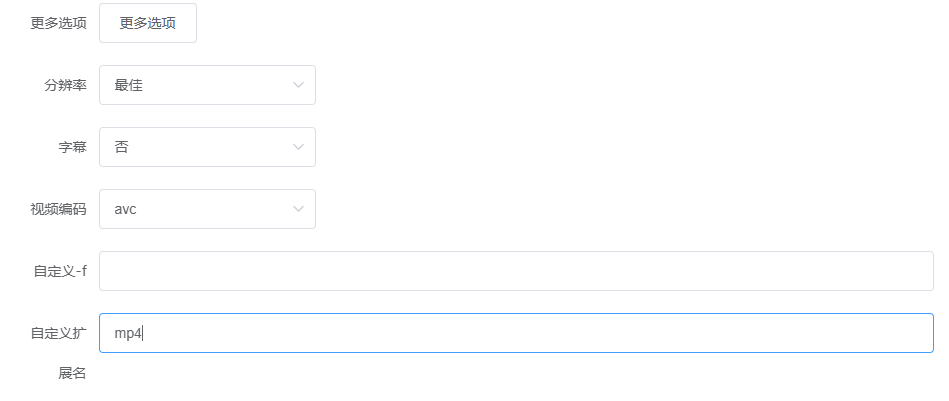 更多选项 更多选项
分辨率 最佳
字幕 否
视频编码 avc
自定义-f
自定义扩 mp4
展名